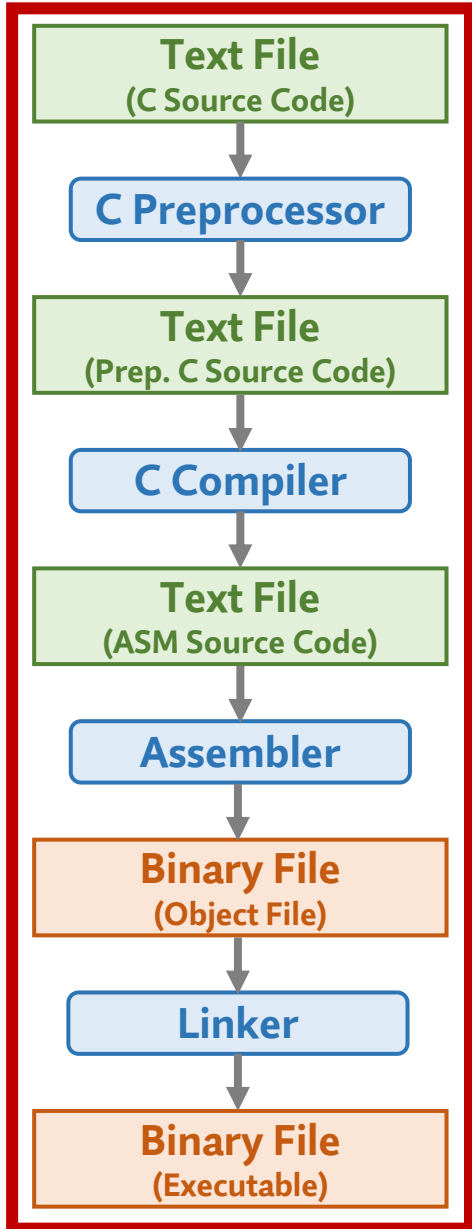 Text File
(C Source Code)
C Preprocessor
Text File
(Prep. C Source Code)
C Compiler
Text File
(ASM Source Code)
Assembler
Binary File
(Object File)
Linker
Binary File
(Executable)